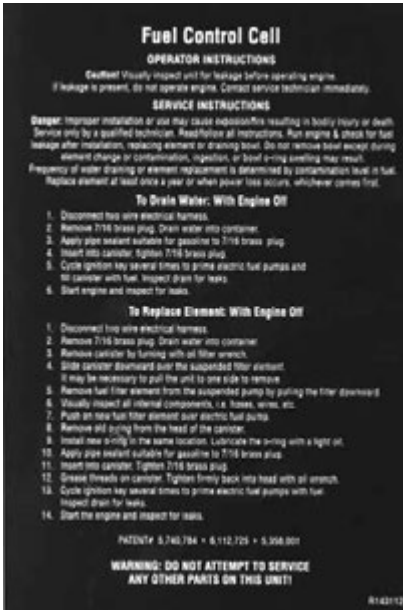 Fuel Control Cell
OPERATOR INSTRUCTIONS
Caution! Visually inspect unit for leakage before operating engine.
If leakage is present, do not operate engine. Contact service technician immediately.
SERVICE INSTRUCTIONS
Danger: Improper installation or use may cause explosion/fire resulting in bodily injury or death.
Service only by a qualified technician. Read/follow all instructions. Run engine & check for fuel
leakage after installation, replacing element or draining bowl. Do not remove bowl except during
element change or contamination, ingestion, or bowl o-ring swelling may result.
Frequency of water draining or element replacement is determined by contamination level in fuel.
Replace element at least once a year or when power loss occurs, whichever comes first.
To Drain Water: With Engine Off
1. Disconnect two wire electrical harness.
2. Remove 7/16 brass plug. Drain water into container.
3. Apply pipe sealant suitable for gasoline to 7/16 brass plug.
4. Insert into canister, tighten 7/16 brass plug.
5. Cycle ignition key several times to prime electric fuel pumps and
fill canister with fuel. Inspect drain for leaks.
6. Start engine and inspect for leaks.
To Replace Element: With Engine Off
1. Disconnect two wire electrical harness.
2. Remove 7/16 brass plug. Drain water into container.
3. Remove canister by turning with oil filter wrench.
4. Slide canister downward over the suspended filter element.
It may be necessary to pull the unit to one side to remove.
5. Remove fuel filter element from the suspended pump by pulling the filter downward.
6. Visually inspect all internal components, i.e. hoses, wires, etc.
7. Push on new fuel filter element over electric fuel pump.
8. Remove old oring from the head of the canister.
9. Install new o-ring in the same location. Lubricate the o-ring with a light oil.
10. Apply pipe sealant suitable for gasoline to 7/16 brass plug.
11. Insert into canister, Tighten 7/16 brass plug.
12. Grease threads on canister. Tighten firmly back into head with oil wrench.
13. Cycle ignition key several times to prime electric fuel pumps with fuel.
Inspect drain for leaks.
14. Start the engine and inspect for leaks.
PATENT# 5,740,784 • 6,112,725 • 5,358,001
WARNING: DO NOT ATTEMPT TO SERVICE
ANY OTHER PARTS ON THIS UNIT!